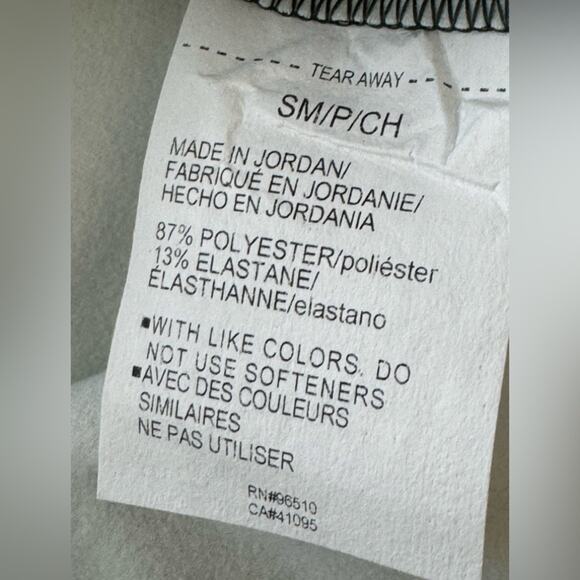 TEAR AWAY
SM/P/CH
MADE IN JORDAN/
FABRIQUÉ EN JORDANIE/
HECHO EN JORDANIA
87% POLYESTER/poliéster
13% ELASTANE/
ÉLASTHANNE/elastano
▪WITH LIKE COLORS. DO
NOT USE SOFTENERS
▪AVEC DES COULEURS
SIMILAIRES
NE PAS UTILISER
RN#96510
CA#41095